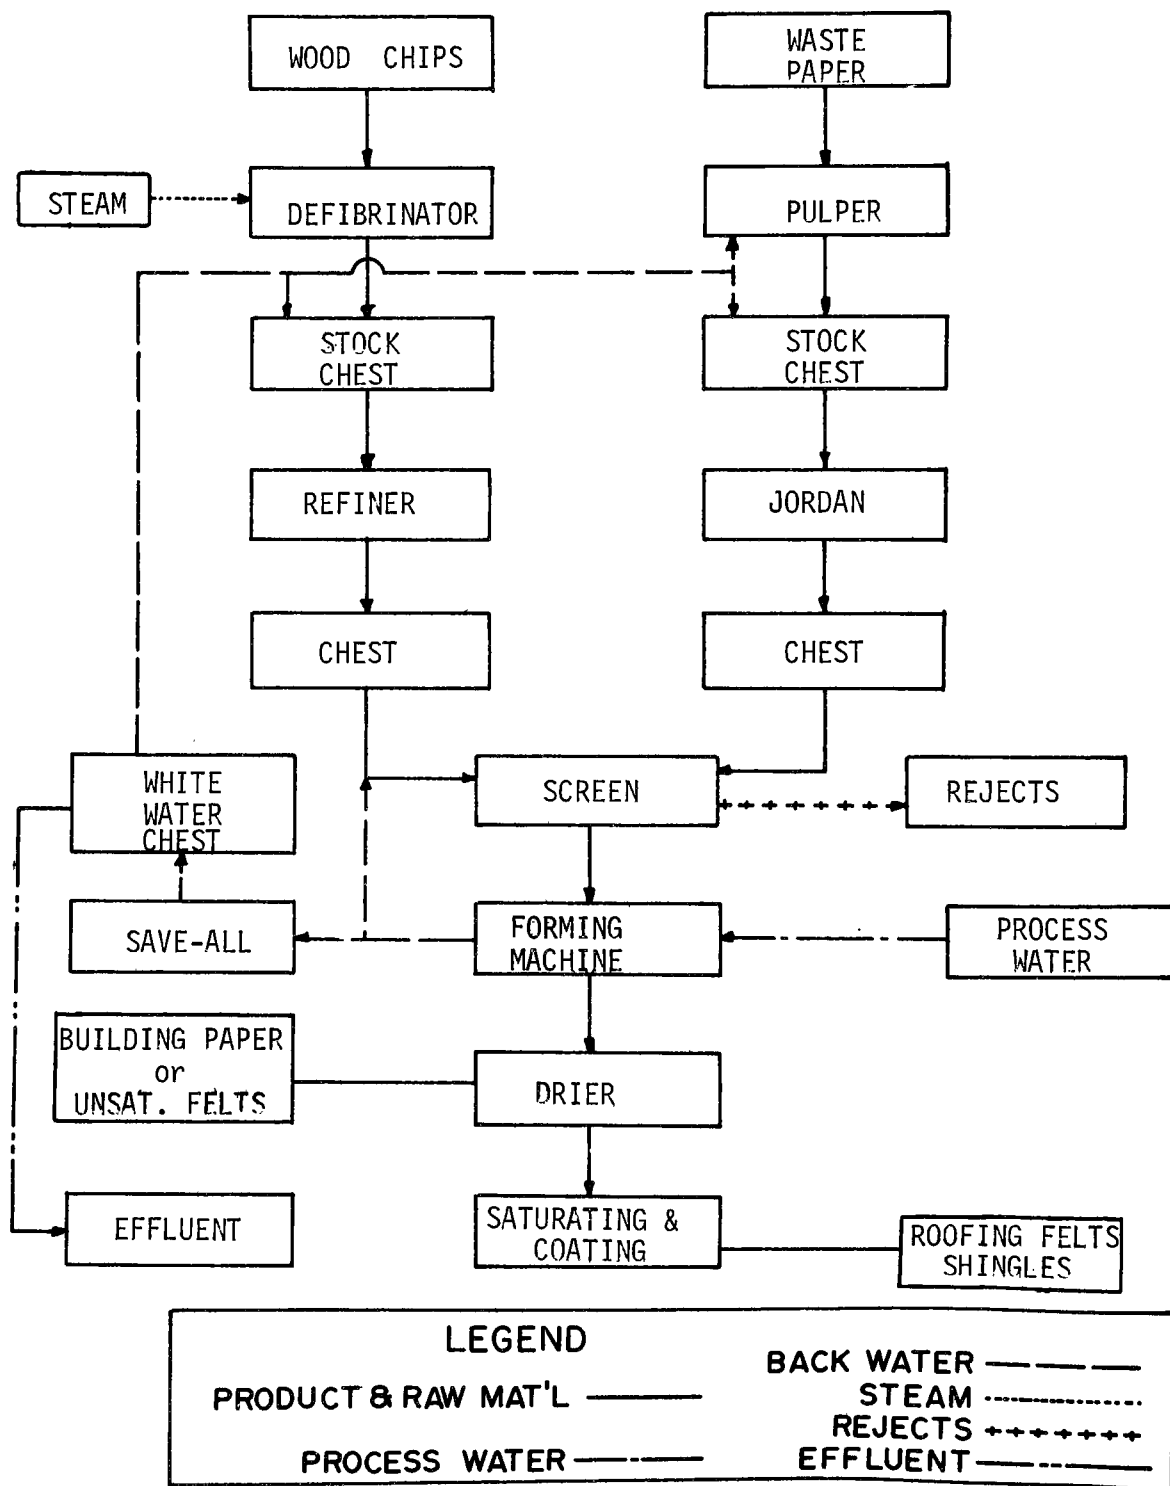 WOOD CHIPS
WASTE
PAPER
STEAM
DEFIBRINATOR
PULPER
STOCK
CHEST
STOCK
CHEST
REFINER
JORDAN
CHEST
CHEST
WHITE
WATER
CHEST
SCREEN
REJECTS
SAVE-ALL
FORMING
MACHINE
PROCESS
WATER
BUILDING PAPER
or
UNSAT. FELTS
DRIER
EFFLUENT
SATURATING &
COATING
ROOFING FELTS
SHINGLES
LEGEND
PRODUCT & RAW MAT'L
PROCESS WATER
BACK WATER
STEAM
REJECTS
EFFLUENT